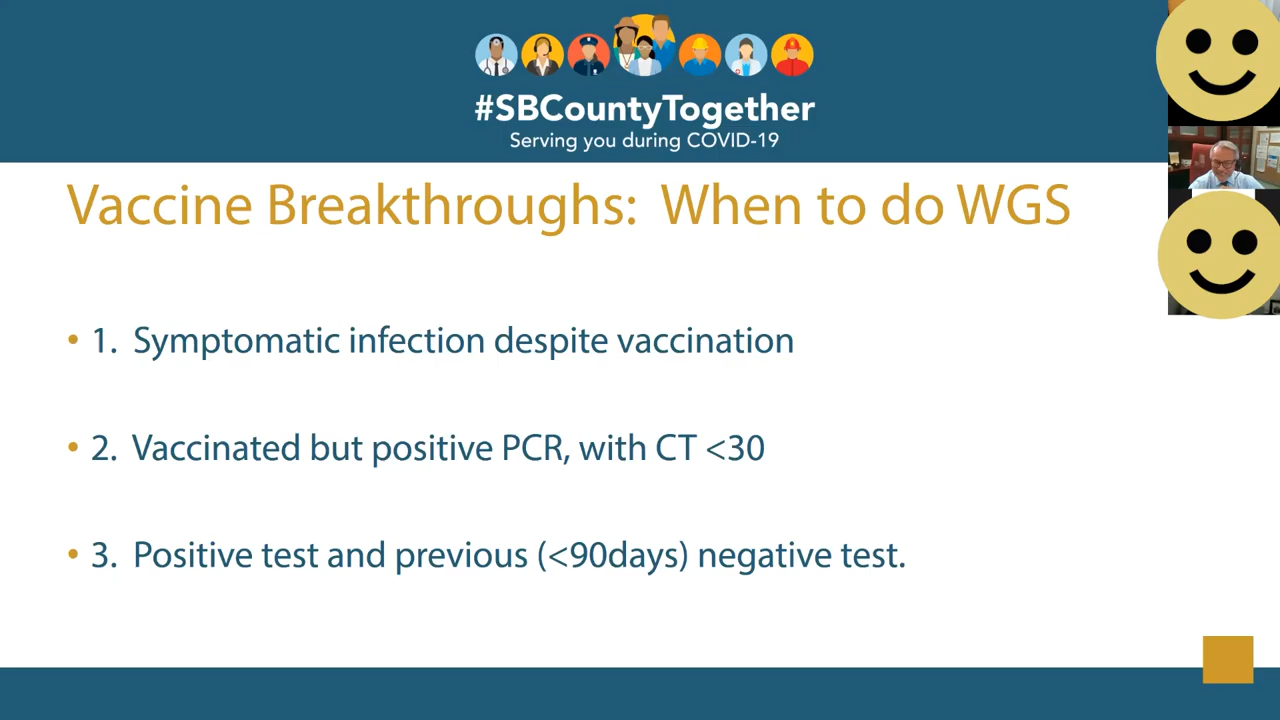 #SBCountyTogether
Serving you during COVID-19
Vaccine Breakthroughs: When to do WGS
• 1. Symptomatic infection despite vaccination
• 2. Vaccinated but positive PCR, with CT <30
• 3. Positive test and previous (<90days) negative test.